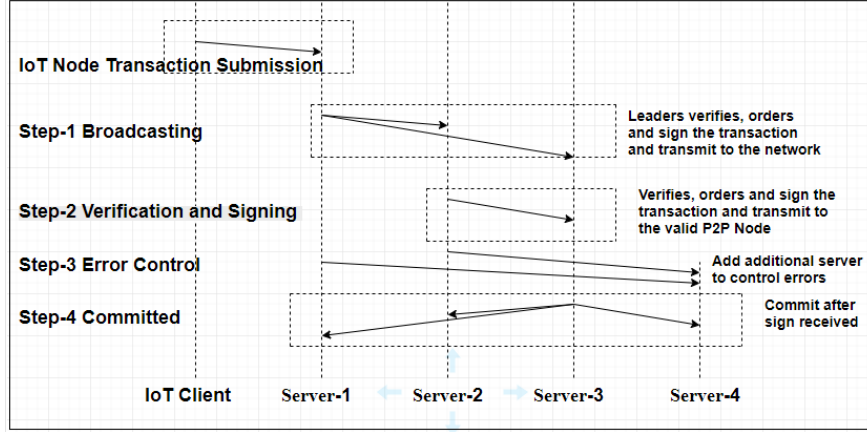 IoT Node Transaction Submission
Step-1 Broadcasting
Leaders verifies, orders
and sign the transaction
and transmit to the network
Step-2 Verification and Signing
Verifies, orders and sign the
transaction and transmit to
the valid P2P Node
Step-3 Error Control
Add additional server
to control errors
Step-4 Committed
Commit after
sign received
IoT Client Server-1 Server-2 Server-3 Server-4